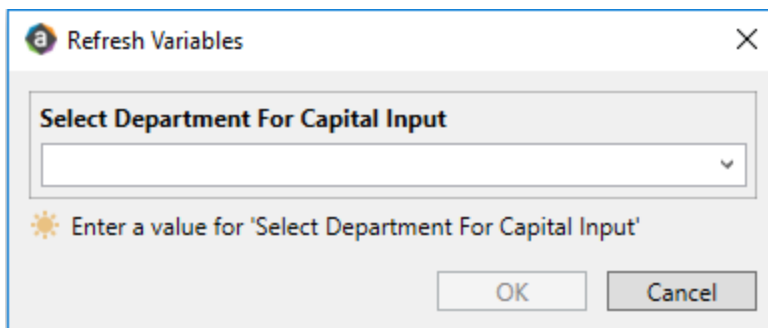 Refresh Variables
Select Department For Capital Input
Enter a value for 'Select Department For Capital Input'
OK
Cancel